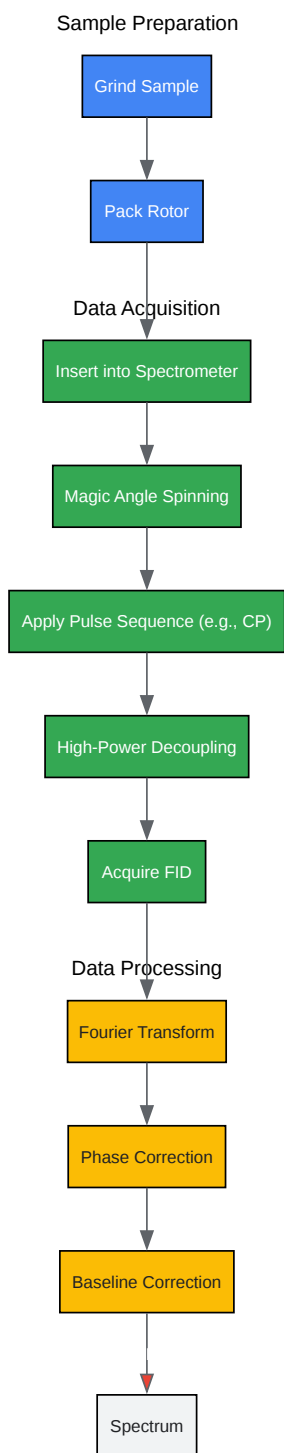 Sample Preparation
Grind Sample
Pack Rotor
Data Acquisition
Insert into Spectrometer
Magic Angle Spinning
Apply Pulse Sequence (e.g., CP)
High-Power Decoupling
Acquire FID
Data Processing
Fourier Transform
Phase Correction
Baseline Correction
Spectrum